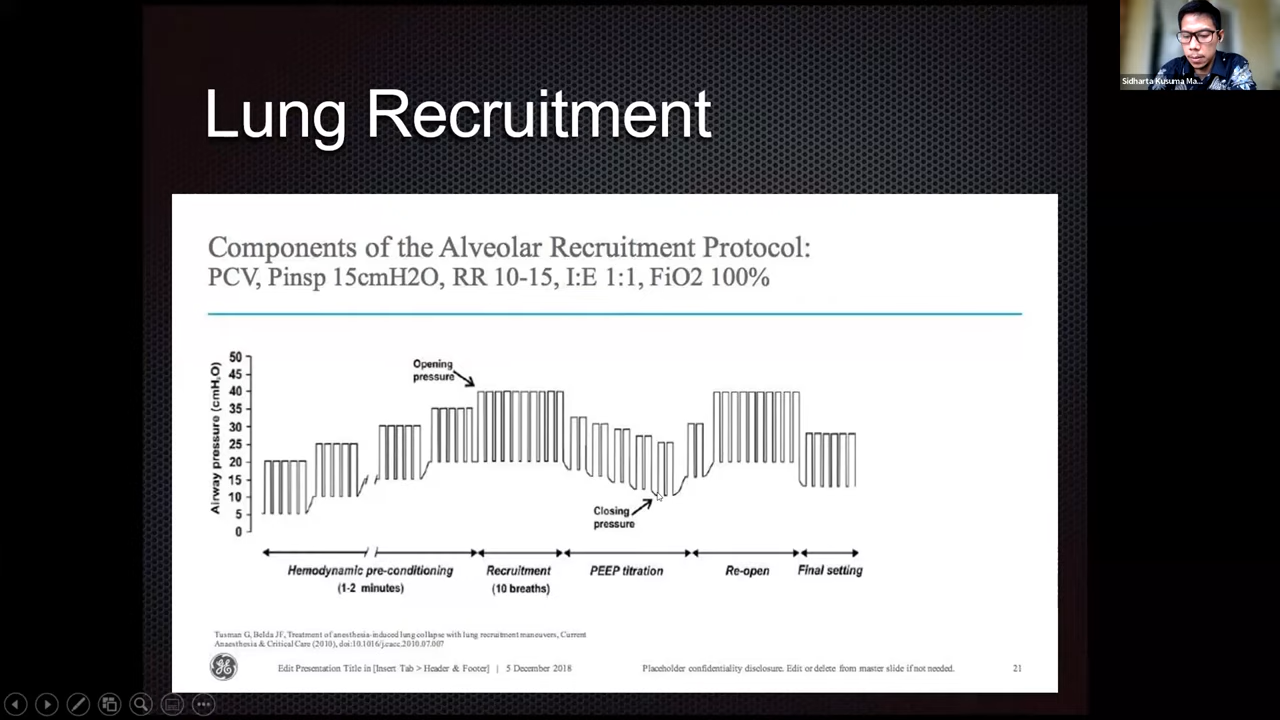 Lung Recruitment
Sidharta Kusuma Ma...
Components of the Alveolar Recruitment Protocol:
PCV, Pinsp 15cmH2O, RR 10-15, I:E 1:1, FiO2 100%
Airway pressure (cmH2O)
50
45
40
35
30
25
20
15
10
5
0
Opening
pressure
Closing
pressure
Hemodynamic pre-conditioning
(1-2 minutes)
Recruitment
(10 breaths)
PEEP titration
Re-open
Final setting
Tusman G, Belda JF, Treatment of anesthesia-induced lung collapse with lung recruitment maneuvers, Current
Anaesthesia & Critical Care (2010), doi:10.1016/j.cacc.2010.07.007
Edit Presentation Title in [Insert Tab > Header & Footer] | 5 December 2018
Placeholder confidentiality disclosure. Edit or delete from master slide if not needed.
21